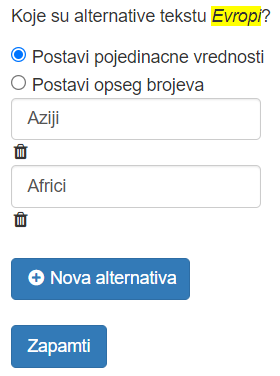 Koje su alternative tekstu Evropi?
Postavi pojedinacne vrednosti
Postavi opseg brojeva
Aziji
Africi
Nova alternativa
Zapamti